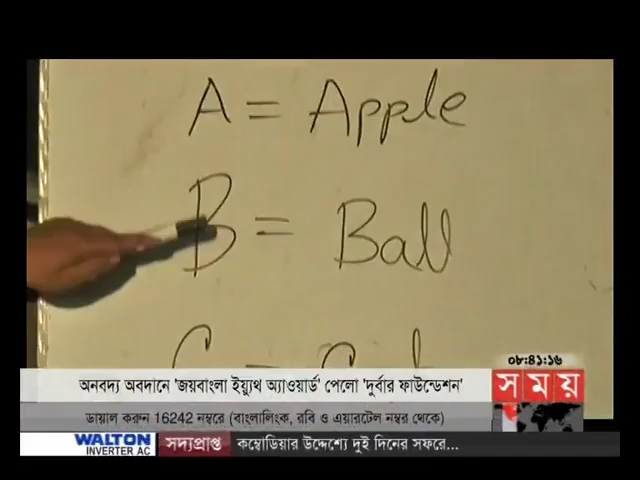 A = Apple
B = Ball
০৮:৪১:১৬
সময়
অনবদ্য অবদানে 'জয়বাংলা ইয়্যুথ অ্যাওয়ার্ড' পেলো 'দুর্বার ফাউন্ডেশন'
ডায়াল করুন 16242 নম্বরে (বাংলালিংক, রবি ও এয়ারটেল নম্বর থেকে)
WALTON
INVERTER AC
সদ্যপ্রাপ্ত
কম্বোডিয়ার উদ্দেশ্যে দুই দিনের সফরে...